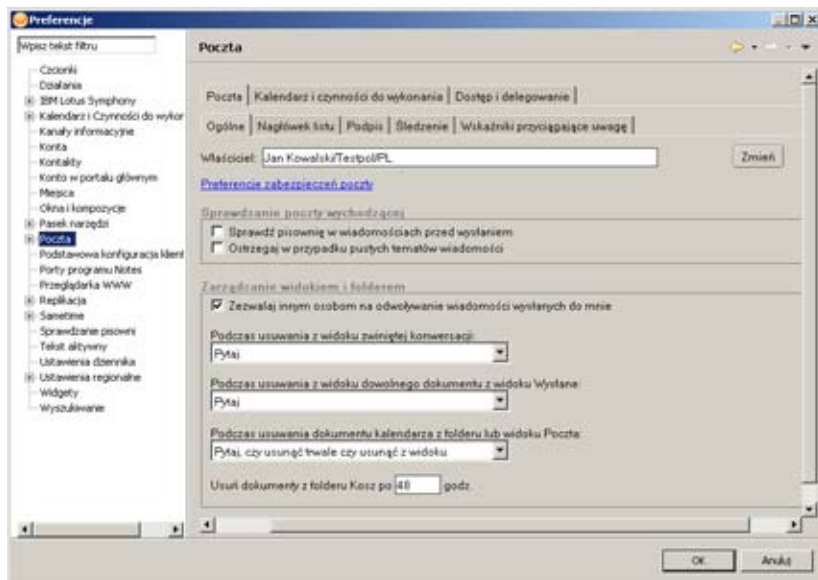 Preferencje
Wpisz tekst filtru
Czcionki
Działania
IBM Lotus Symphony
Kalendarz i Czynności do wykor
Kanały informacyjne
Konta
Kontakty
Konto w portalu głównym
Miejsca
Okna i kompozycje
Pasek narzędzi
Poczta
Podstawowa konfiguracja klient
Porty programu Notes
Przeglądarka WWW
Replikacja
Sametime
Sprawdzanie pisowni
Tekst aktywny
Ustawienia dziennika
Ustawienia regionalne
Widgety
Wyszukiwanie
Poczta
Poczta Kalendarz i czynności do wykonania Dostęp i delegowanie
Ogólne Nagłówek listu Podpis Śledzenie Wskaźniki przyciągające uwagę
Właściciel: Jan Kowalski/Testpol/PL Zmień
Preferencje zabezpieczeń poczty
Sprawdzanie poczty wychodzącej
Sprawdź pisownię w wiadomościach przed wysłaniem
Ostrzegaj w przypadku pustych tematów wiadomości
Zarządzanie widokiem i folderem
Zezwalaj innym osobom na odwoływanie wiadomości wysłanych do mnie
Podczas usuwania z widoku zwiniętej konwersacji:
Pytaj
Podczas usuwania z widoku dowolnego dokumentu z widoku Wysłane:
Pytaj
Podczas usuwania dokumentu kalendarza z folderu lub widoku Poczta:
Pytaj, czy usunąć trwale czy usunąć z widoku
Usuń dokumenty z folderu Kosz po 48 godz.
OK Anuluj